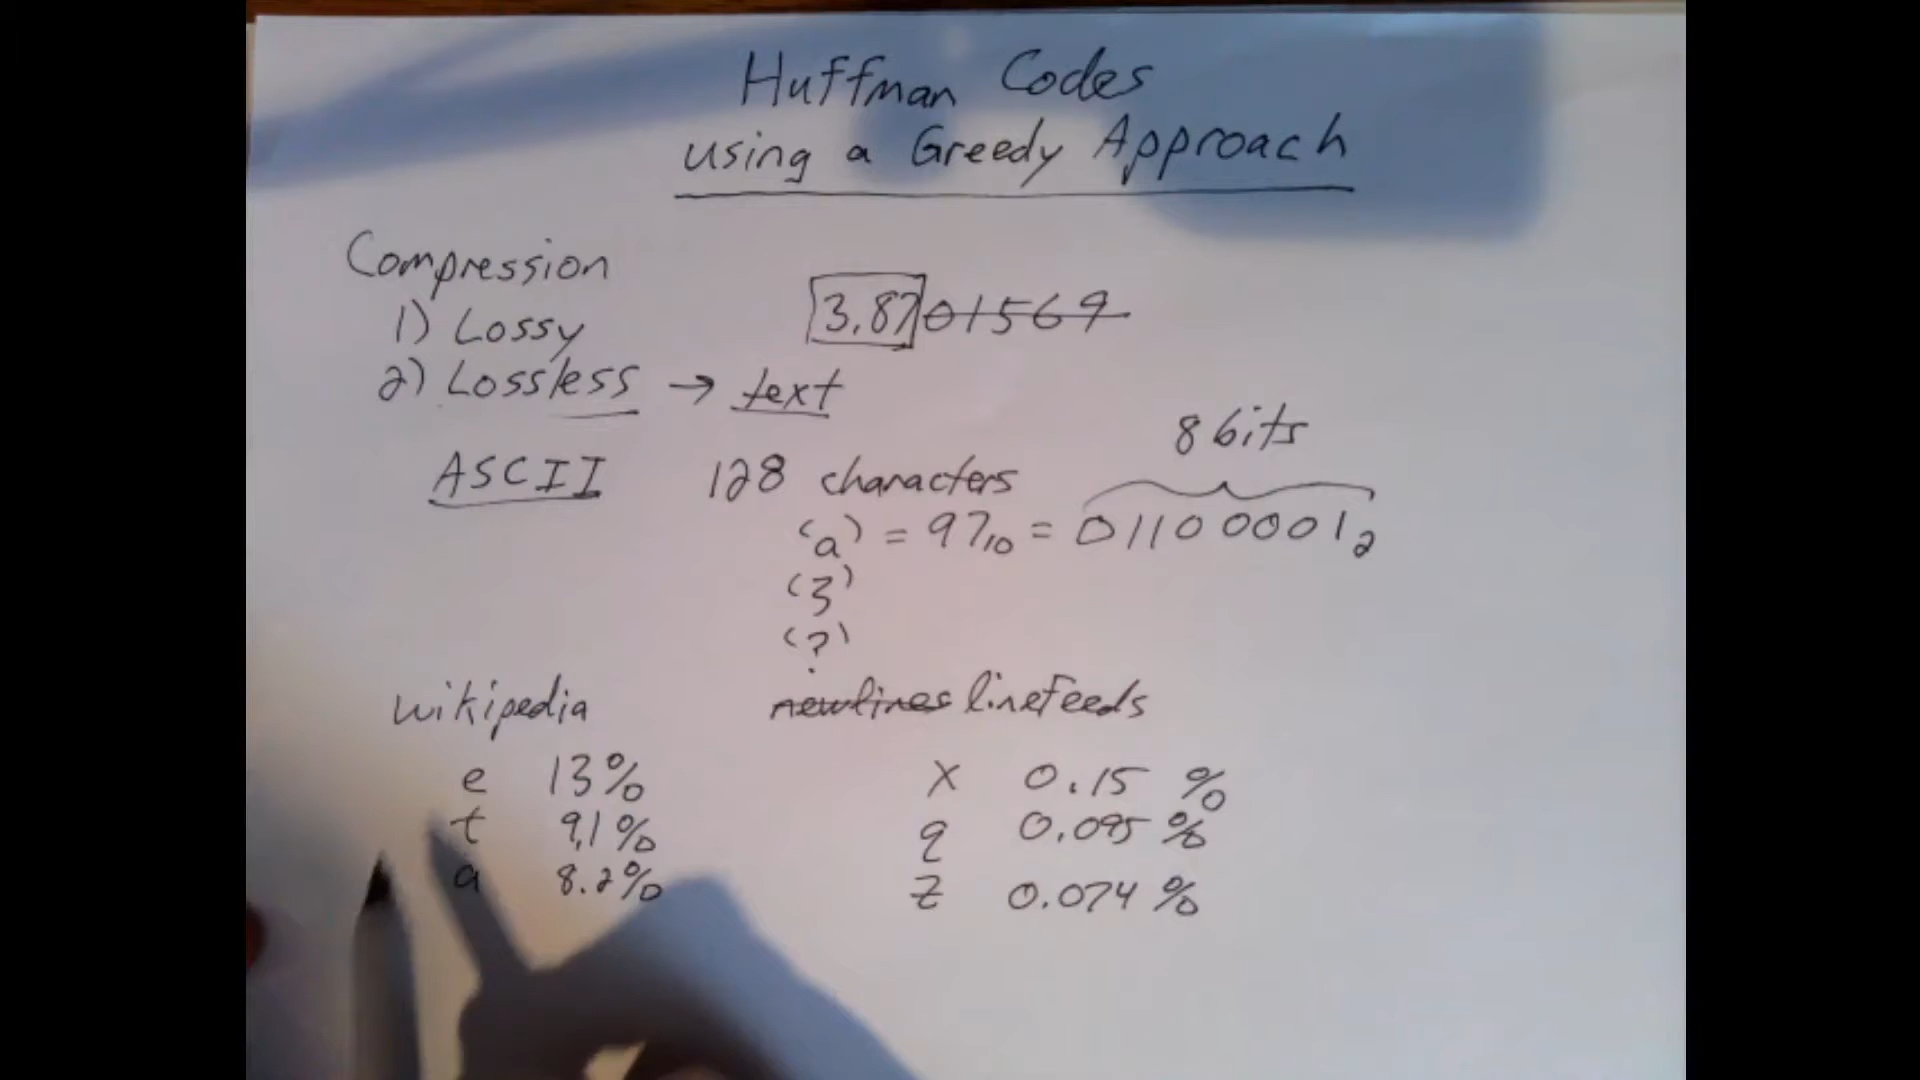 Huffman Codes
using a Greedy Approach
Compression
1) Lossy
3.8701569
2) Lossless → text
8 bits
ASCII 128 characters
'a' = 97₁₀ = 01100001₂
'3'
'?'
wikipedia newlines linefeeds
e 13% x 0.15 %
t 9.1% q 0.095 %
a 8.2% z 0.074 %